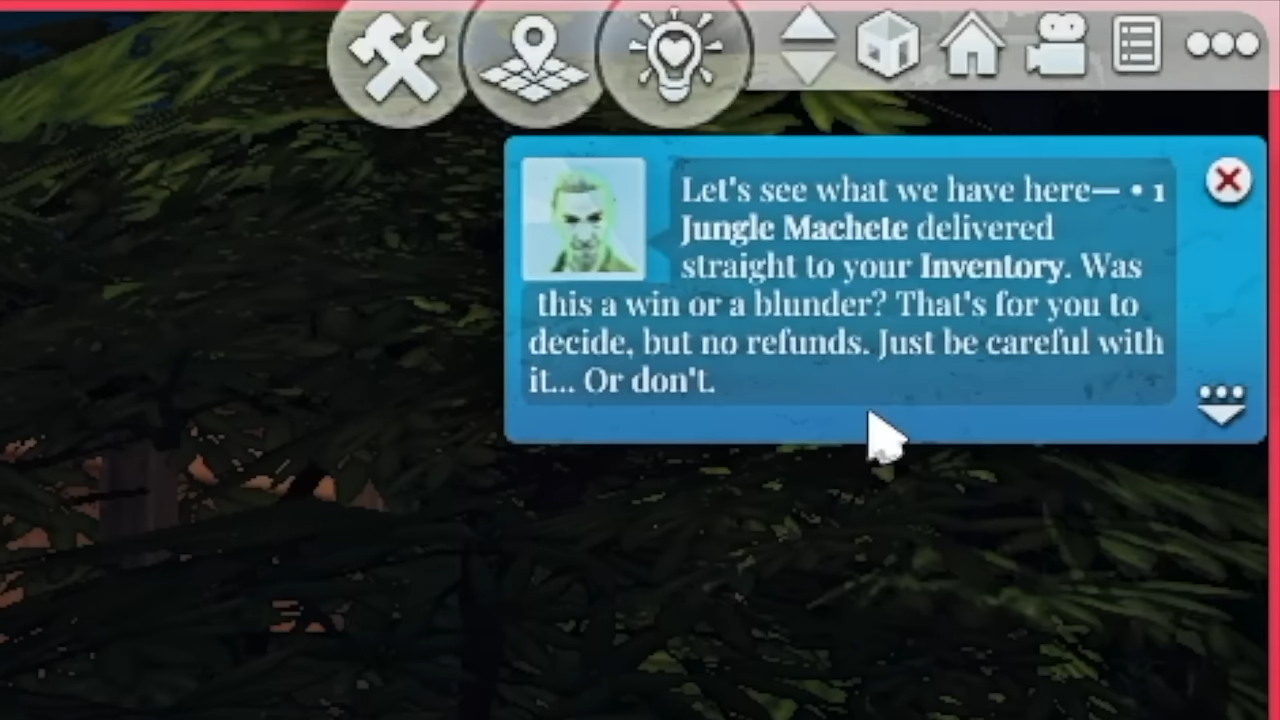 Let's see what we have here— • 1
Jungle Machete delivered
straight to your Inventory. Was
this a win or a blunder? That's for you to
decide, but no refunds. Just be careful with
it... Or don't.